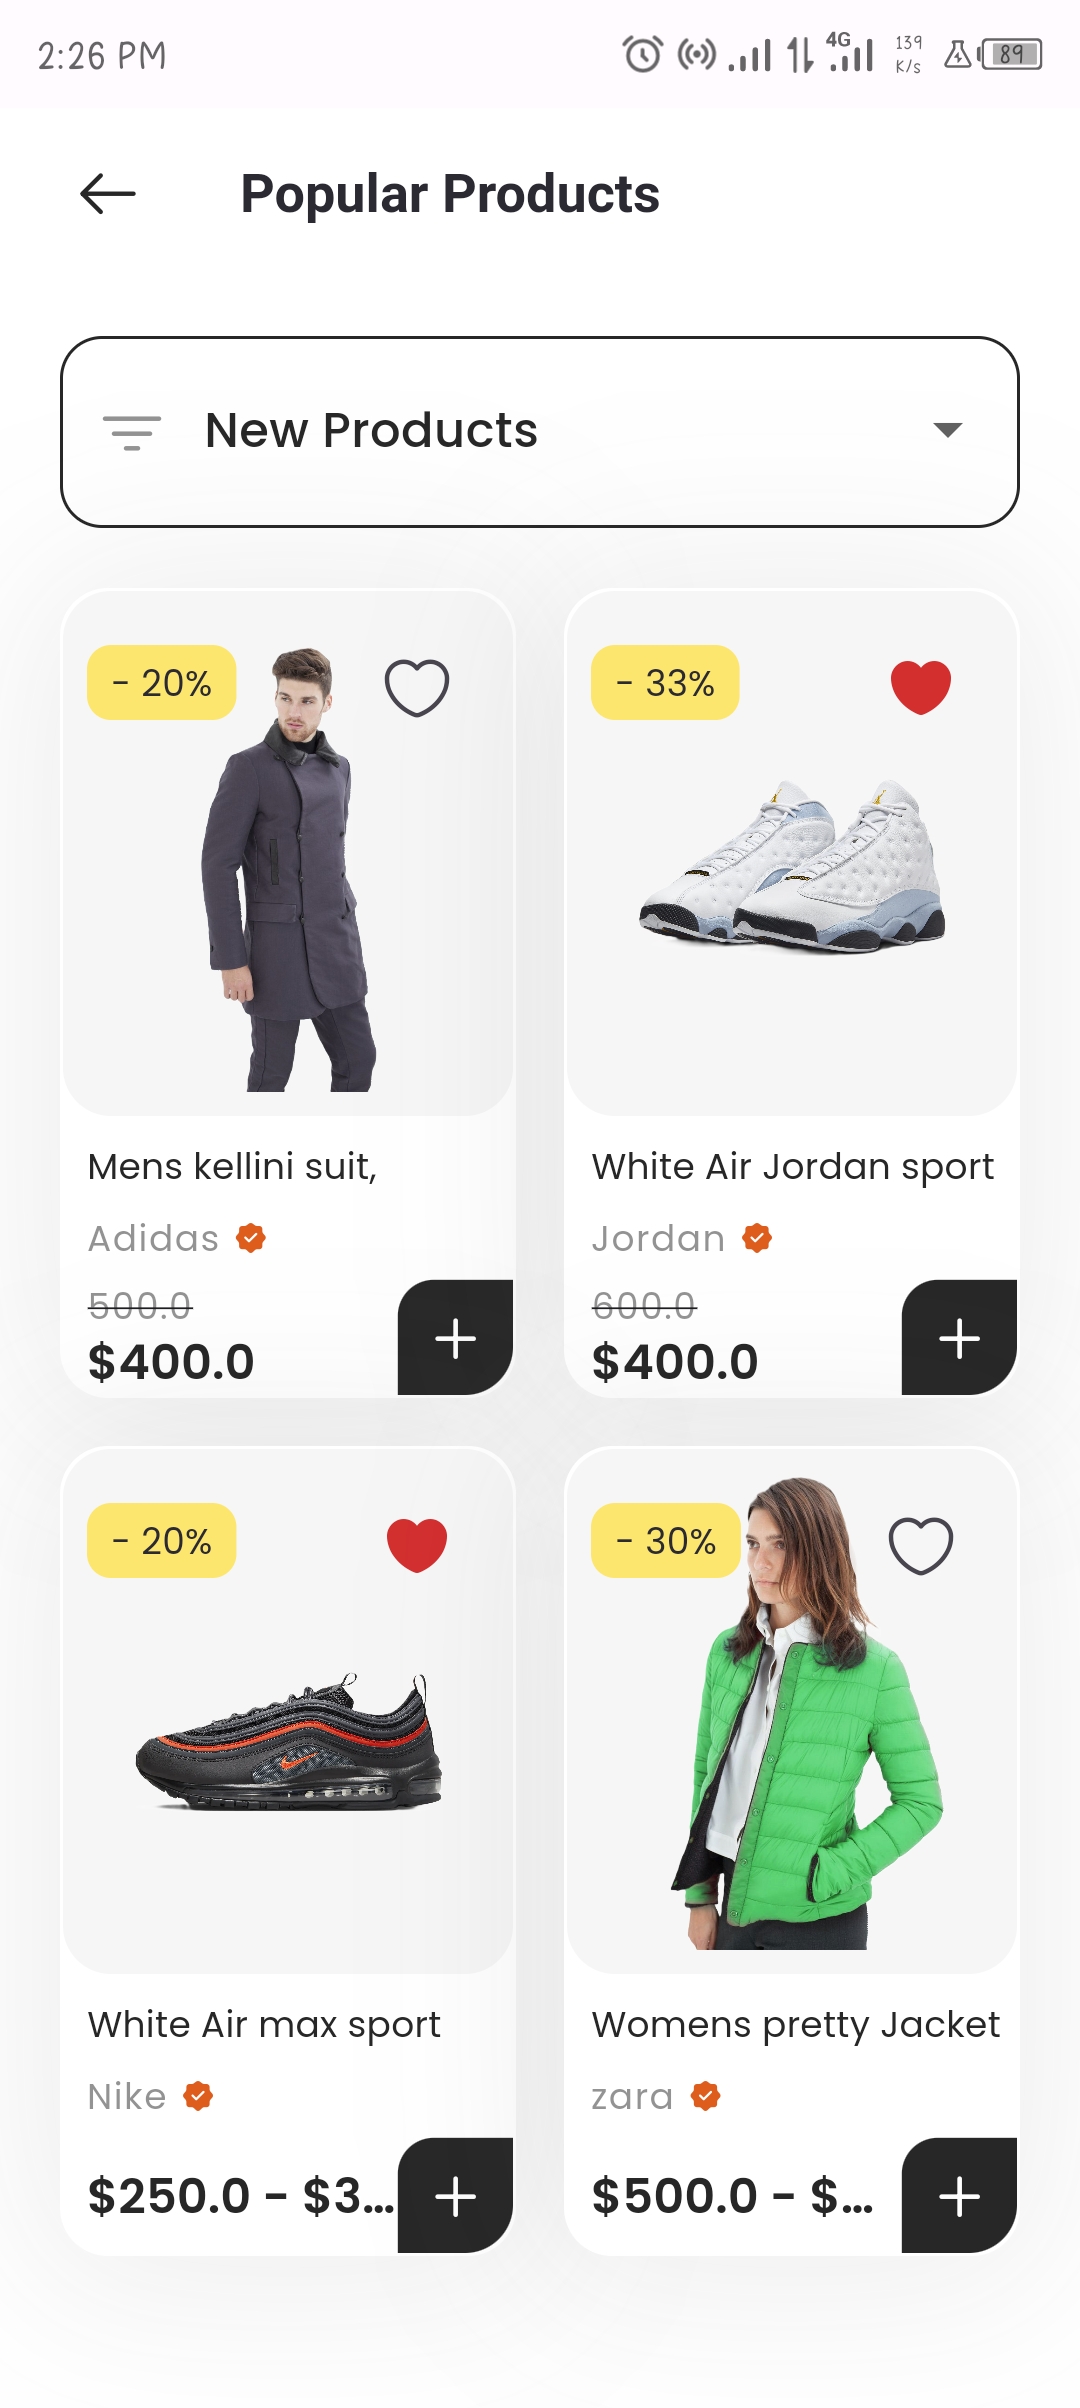 2:26 PM
4G
139
K/s
89
Popular Products
New Products
- 20%
- 33%
Mens kellini suit,
White Air Jordan sport
Adidas
Jordan
500.0
600.0
$400.0
$400.0
- 20%
- 30%
White Air max sport
Womens pretty Jacket
Nike
zara
$250.0 - $3...
$500.0 - $...